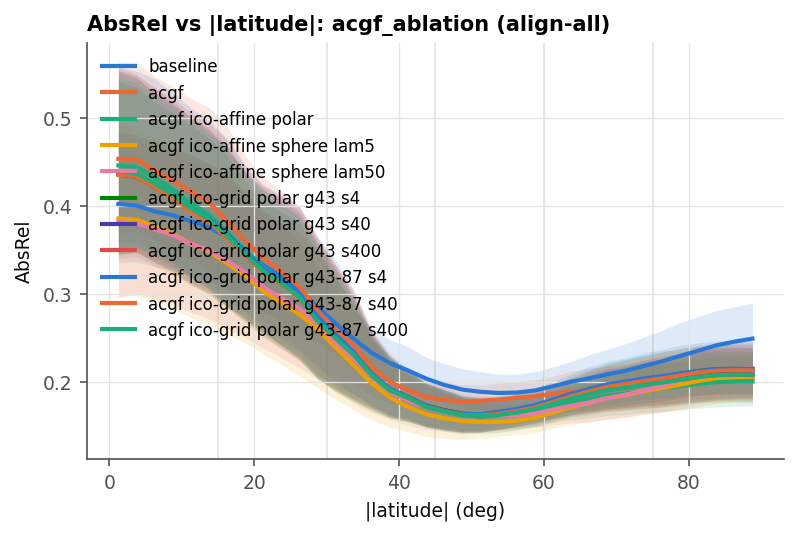 AbsRel vs |latitude|: acgf_ablation (align-all)
baseline
acgf
acgf ico-affine polar
acgf ico-affine sphere lam5
acgf ico-affine sphere lam50
acgf ico-grid polar g43 s4
acgf ico-grid polar g43 s40
acgf ico-grid polar g43 s400
acgf ico-grid polar g43-87 s4
acgf ico-grid polar g43-87 s40
acgf ico-grid polar g43-87 s400
AbsRel
0.5
0.4
0.3
0.2
0 20 40 60 80
|latitude| (deg)